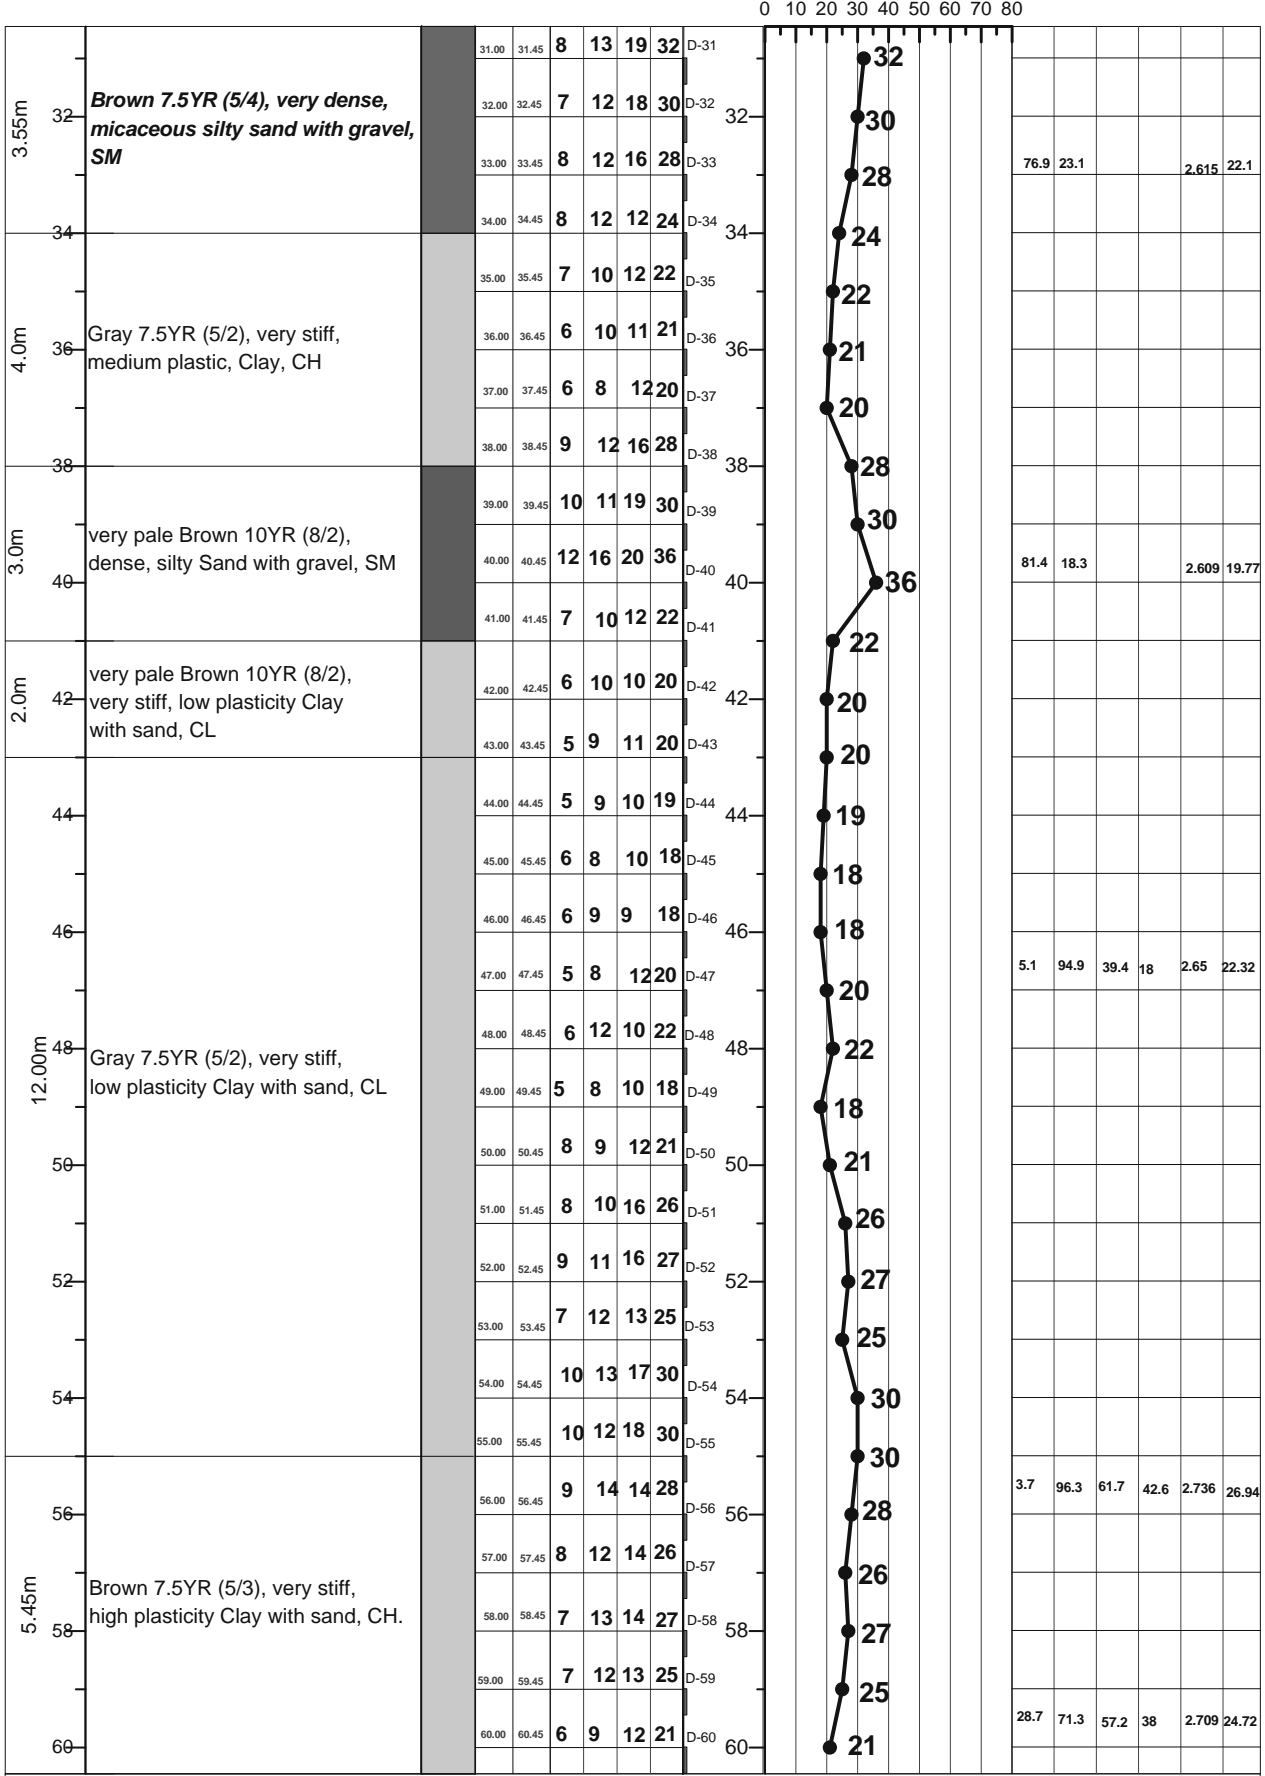 0 10 20 30 40 50 60 70 80
3.55m
32
Brown 7.5YR (5/4), very dense,
micaceous silty sand with gravel,
SM
31.00 31.45 8 13 19 32 D-31
32
32.00 32.45 7 12 18 30 D-32
32
30
33.00 33.45 8 12 16 28 D-33
28
76.9 23.1 2.615 22.1
34.00 34.45 8 12 12 24 D-34
34
34
24
4.0m
Gray 7.5YR (5/2), very stiff,
medium plastic, Clay, CH
35.00 35.45 7 10 12 22 D-35
22
36.00 36.45 6 10 11 21 D-36
36
36
21
37.00 37.45 6 8 12 20 D-37
20
38.00 38.45 9 12 16 28 D-38
38
38
28
3.0m
very pale Brown 10YR (8/2),
dense, silty Sand with gravel, SM
39.00 39.45 10 11 19 30 D-39
30
40.00 40.45 12 16 20 36 D-40
81.4 18.3 2.609 19.77
40
40
36
41.00 41.45 7 10 12 22 D-41
22
2.0m
very pale Brown 10YR (8/2),
very stiff, low plasticity Clay
with sand, CL
42.00 42.45 6 10 10 20 D-42
42
42
20
43.00 43.45 5 9 11 20 D-43
20
12.00m
Gray 7.5YR (5/2), very stiff,
low plasticity Clay with sand, CL
44.00 44.45 5 9 10 19 D-44
44
44
19
45.00 45.45 6 8 10 18 D-45
18
46.00 46.45 6 9 9 18 D-46
46
46
18
47.00 47.45 5 8 12 20 D-47
5.1 94.9 39.4 18 2.65 22.32
20
48.00 48.45 6 12 10 22 D-48
48
48
22
49.00 49.45 5 8 10 18 D-49
18
50.00 50.45 8 9 12 21 D-50
50
50
21
51.00 51.45 8 10 16 26 D-51
26
52.00 52.45 9 11 16 27 D-52
52
52
27
53.00 53.45 7 12 13 25 D-53
25
54.00 54.45 10 13 17 30 D-54
54
54
30
55.00 55.45 10 12 18 30 D-55
30
5.45m
Brown 7.5YR (5/3), very stiff,
high plasticity Clay with sand, CH.
56.00 56.45 9 14 14 28 D-56
3.7 96.3 61.7 42.6 2.736 26.94
56
56
28
57.00 57.45 8 12 14 26 D-57
26
58.00 58.45 7 13 14 27 D-58
58
58
27
59.00 59.45 7 12 13 25 D-59
25
60.00 60.45 6 9 12 21 D-60
28.7 71.3 57.2 38 2.709 24.72
60
60
21